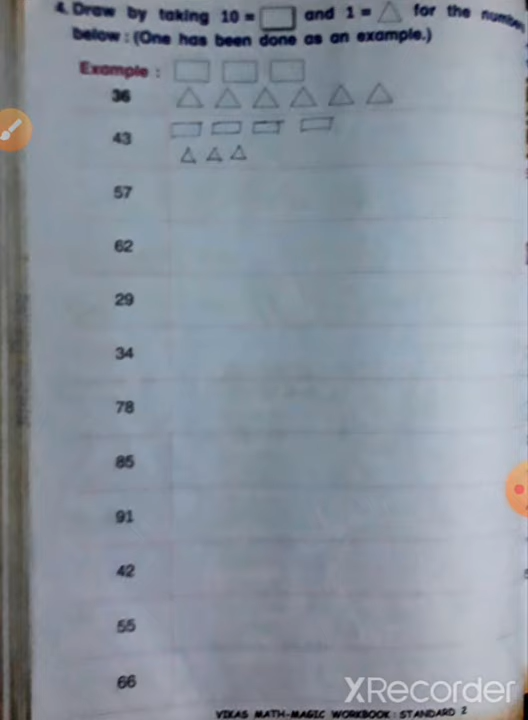 4. Draw by taking 10 = and 1 = for the number
below : (One has been done as an example.)
Example :
36
43
57
62
29
34
78
85
91
42
55
66
XRecorder
VIKAS MATH-MAGIC WORKBOOK : STANDARD 2